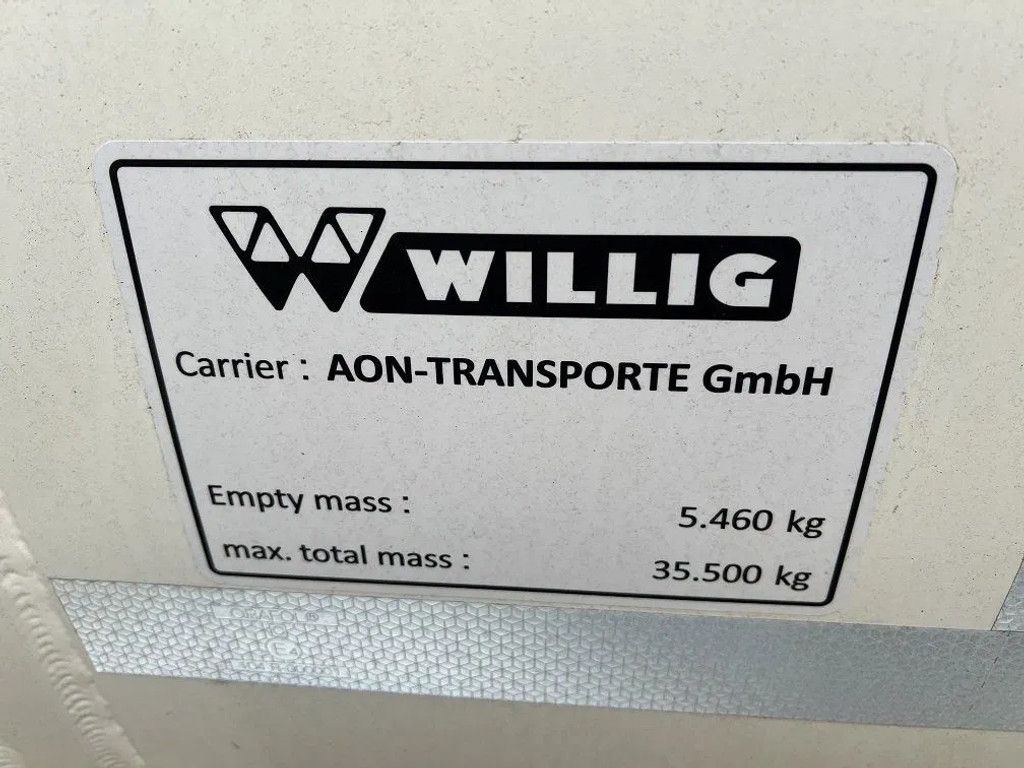 WILLIG
Carrier : AON-TRANSPORTE GmbH
Empty mass : 5.460 kg
max. total mass : 35.500 kg